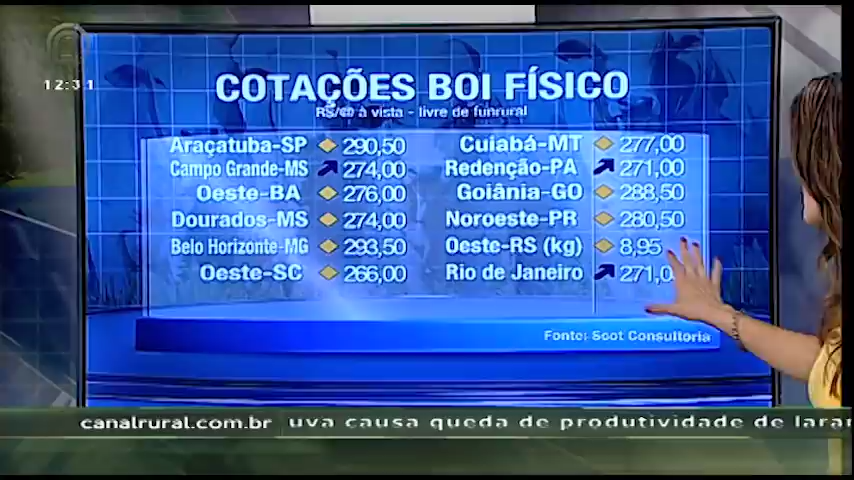 12:31
COTAÇÕES BOI FÍSICO
R$/@ à vista - livre de funrural
Araçatuba-SP 290,50 Cuiabá-MT 277,00
Campo Grande-MS 274,00 Redenção-PA 271,00
Oeste-BA 276,00 Goiânia-GO 288,50
Dourados-MS 274,00 Noroeste-PR 280,50
Belo Horizonte-MG 293,50 Oeste-RS (kg) 8,95
Oeste-SC 266,00 Rio de Janeiro 271,0
Fonte: Scot Consultoria
canalrural.com.br uva causa queda de produtividade de lara